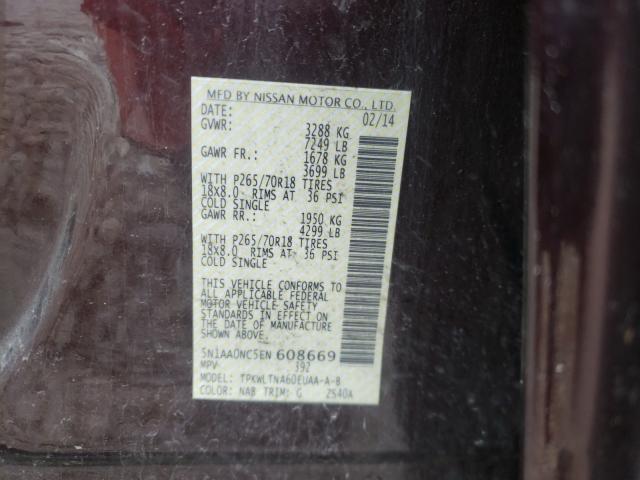 MFD BY NISSAN MOTOR CO., LTD.
DATE: 02/14
GVWR: 3288 KG
7249 LB
GAWR FR.: 1678 KG
3699 LB
WITH P265/70R18 TIRES
18X8.0 RIMS AT 36 PSI
COLD SINGLE
GAWR RR.: 1950 KG
4299 LB
WITH P265/70R18 TIRES
18X8.0 RIMS AT 36 PSI
COLD SINGLE
THIS VEHICLE CONFORMS TO
ALL APPLICABLE FEDERAL
MOTOR VEHICLE SAFETY
STANDARDS IN EFFECT ON
THE DATE OF MANUFACTURE
SHOWN ABOVE.
5N1AA0NC5EN 608669
MPV 392
MODEL: TPKWLTNA60EUAA-A-B
COLOR: NAB TRIM: G 2S40A